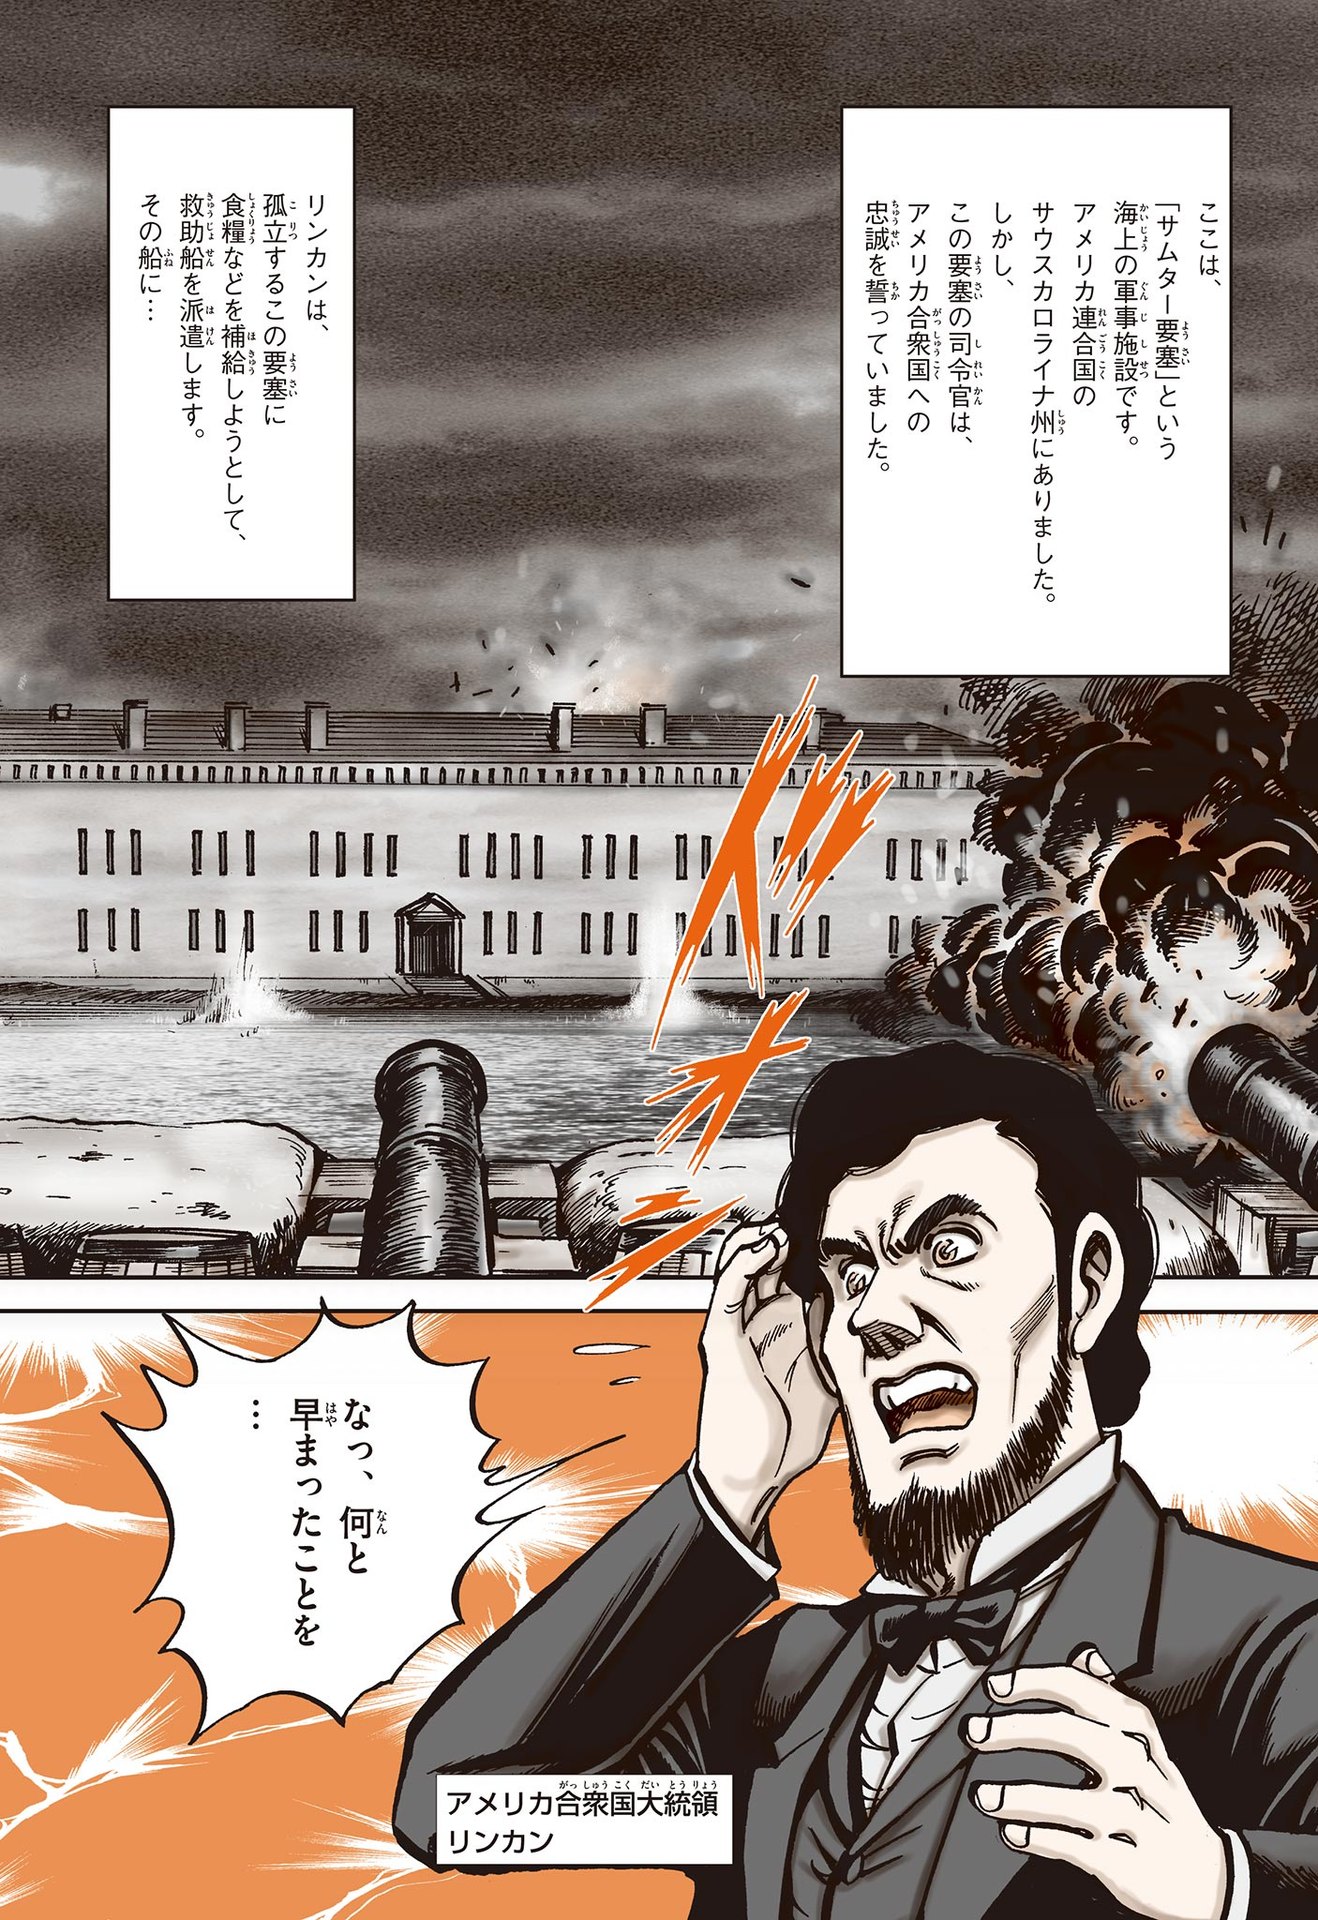 ここは、
「サムター要塞」という
海上の軍事施設です。
アメリカ連合国の
サウスカロライナ州にありました。
しかし、
この要塞の司令官は、
アメリカ合衆国への
忠誠を誓っていました。
リンカンは、
孤立するこの要塞に
食糧などを補給しようとして、
救助船を派遣します。
その船に…
ドォン
なっ、何と
早まったことを
…
アメリカ合衆国大統領
リンカン